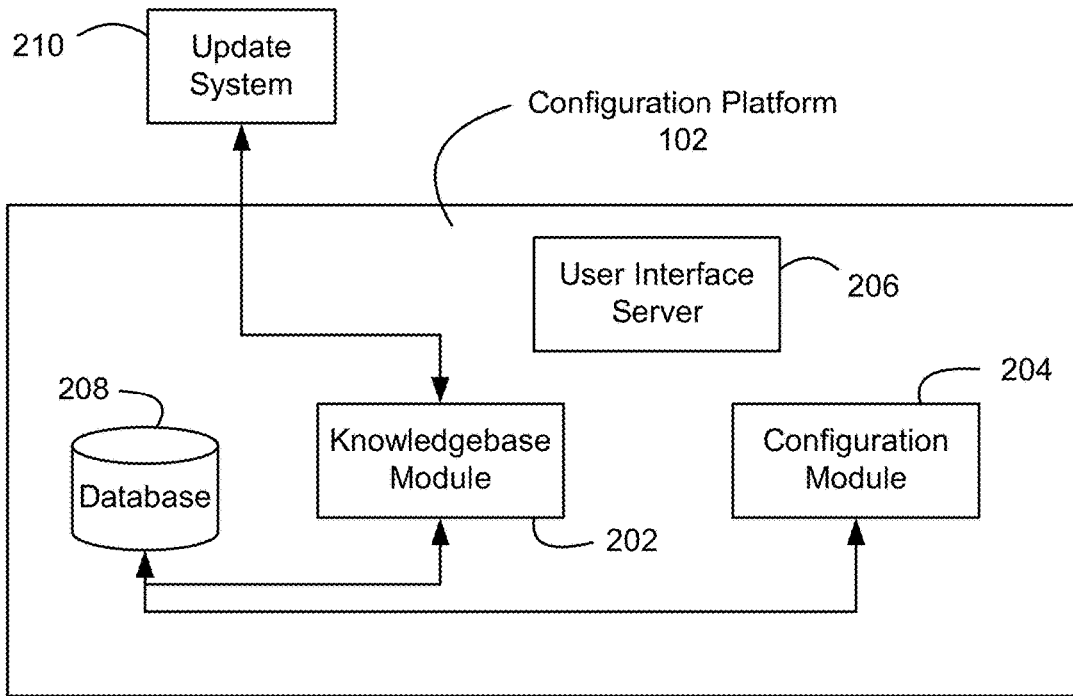 210
Update
System
Configuration Platform
102
User Interface
Server
206
208
Database
Knowledgebase
Module
202
204
Configuration
Module